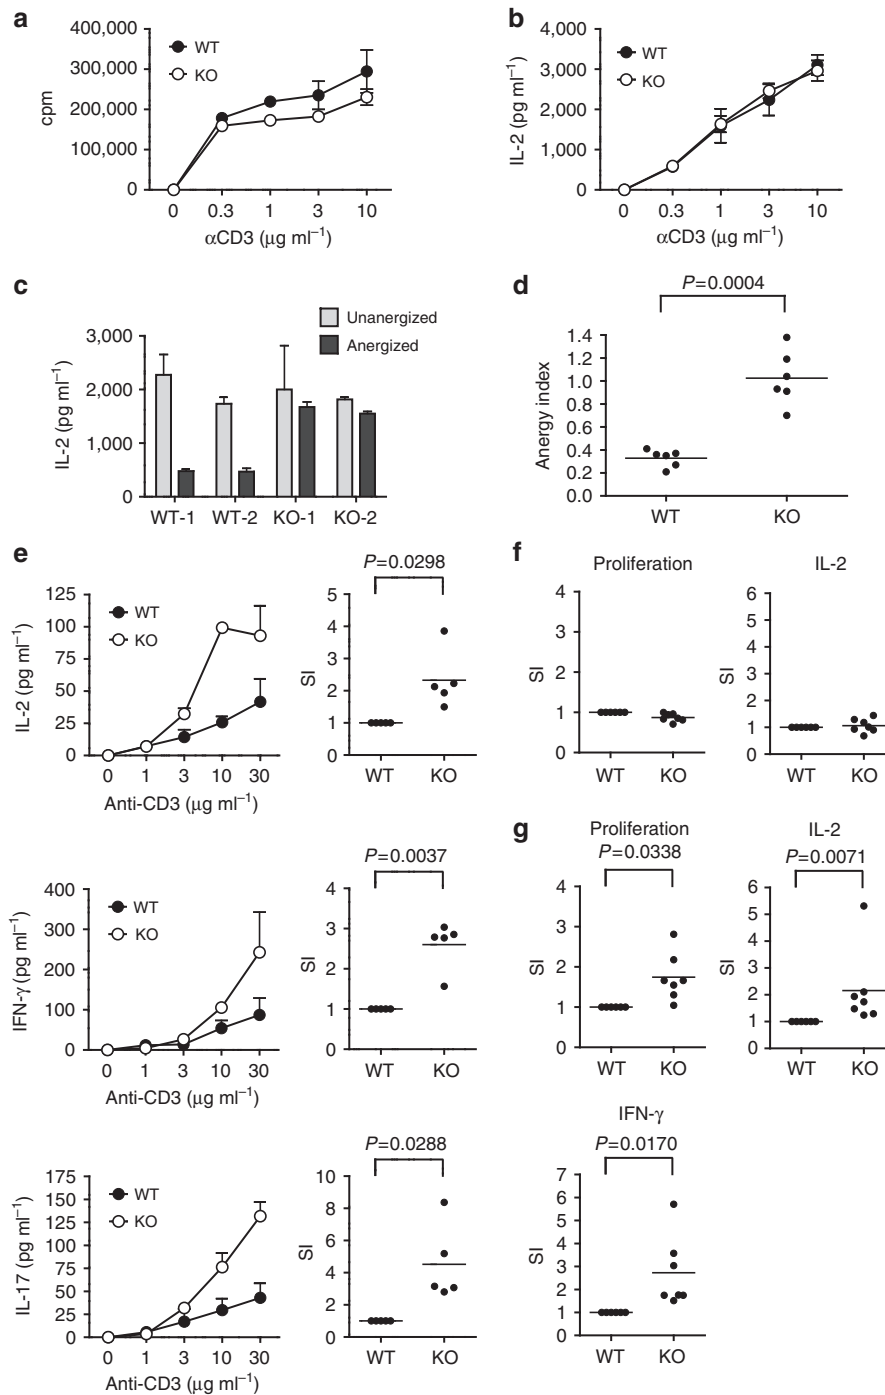 a
400,000
300,000
200,000
100,000
0
cpm
WT
KO
0 0.3 1 3 10
αCD3 (μg ml⁻¹)
b
4,000
3,000
2,000
1,000
0
IL-2 (pg ml⁻¹)
WT
KO
0 0.3 1 3 10
αCD3 (μg ml⁻¹)
c
Unanergized
Anergized
3,000
2,000
1,000
0
IL-2 (pg ml⁻¹)
WT-1 WT-2 KO-1 KO-2
d
P=0.0004
1.4
1.2
1.0
0.8
0.6
0.4
0.2
0.0
Anergy index
WT KO
e
125
100
75
50
25
0
IL-2 (pg ml⁻¹)
WT
KO
0 1 3 10 30
Anti-CD3 (μg ml⁻¹)
P=0.0298
5
4
3
2
1
0
SI
WT KO
400
300
200
100
0
IFN-γ (pg ml⁻¹)
WT
KO
0 1 3 10 30
Anti-CD3 (μg ml⁻¹)
P=0.0037
4
3
2
1
0
SI
WT KO
175
150
125
100
75
50
25
0
IL-17 (pg ml⁻¹)
WT
KO
0 1 3 10 30
Anti-CD3 (μg ml⁻¹)
P=0.0288
10
8
6
4
2
0
SI
WT KO
f
Proliferation
4
3
2
1
0
SI
WT KO
IL-2
6
5
4
3
2
1
0
SI
WT KO
g
Proliferation
P=0.0338
4
3
2
1
0
SI
WT KO
IL-2
P=0.0071
6
5
4
3
2
1
0
SI
WT KO
IFN-γ
P=0.0170
7
6
5
4
3
2
1
0
SI
WT KO